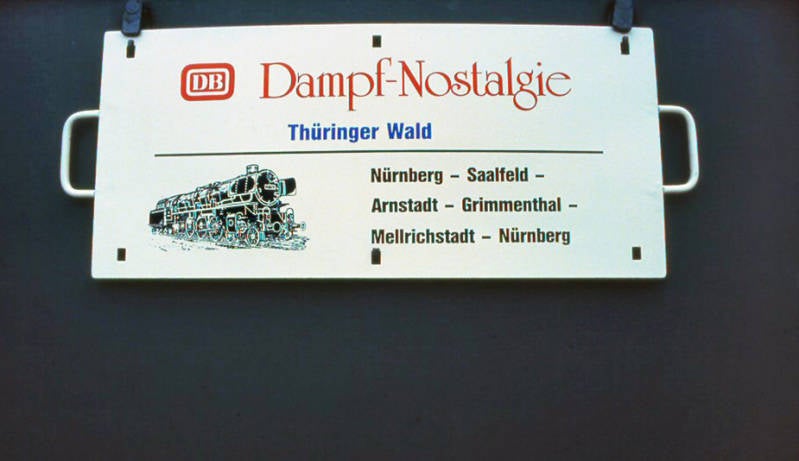 DB Dampf-Nostalgie
Thüringer Wald
Nürnberg – Saalfeld –
Arnstadt – Grimmenthal –
Mellrichstadt – Nürnberg